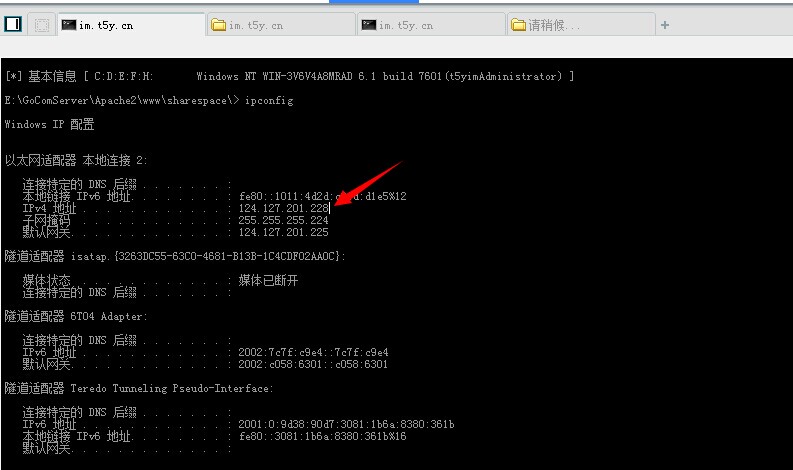 im.t5y.cn im.t5y.cn im.t5y.cn 请稍候...
[*] 基本信息 [ C:D:E:F:H: Windows NT WIN-3V6V4A8MRAD 6.1 build 7601(t5yimAdministrator) ]
E:\GoComServer\Apache2\www\sharespace\> ipconfig
Windows IP 配置
以太网适配器 本地连接 2:
连接特定的 DNS 后缀 . . . . . . . :
本地链接 IPv6 地址. . . . . . . . : fe80::1011:4d2d: d1e5%12
IPv4 地址 . . . . . . . . . . . . : 124.127.201.228
子网掩码 . . . . . . . . . . . . : 255.255.255.224
默认网关. . . . . . . . . . . . . : 124.127.201.225
隧道适配器 isatap.{3263DC55-63C0-4681-B13B-1C4CDF02AA0C}:
媒体状态 . . . . . . . . . . . . : 媒体已断开
连接特定的 DNS 后缀 . . . . . . . :
隧道适配器 6TO4 Adapter:
连接特定的 DNS 后缀 . . . . . . . :
IPv6 地址 . . . . . . . . . . . . : 2002:7c7f:c9e4::7c7f:c9e4
默认网关. . . . . . . . . . . . . : 2002:c058:6301::c058:6301
隧道适配器 Teredo Tunneling Pseudo-Interface:
连接特定的 DNS 后缀 . . . . . . . :
IPv6 地址 . . . . . . . . . . . . : 2001:0:9d38:90d7:3081:1b6a:8380:361b
本地链接 IPv6 地址. . . . . . . . : fe80::3081:1b6a:8380:361b%16
默认网关. . . . . . . . . . . . . :